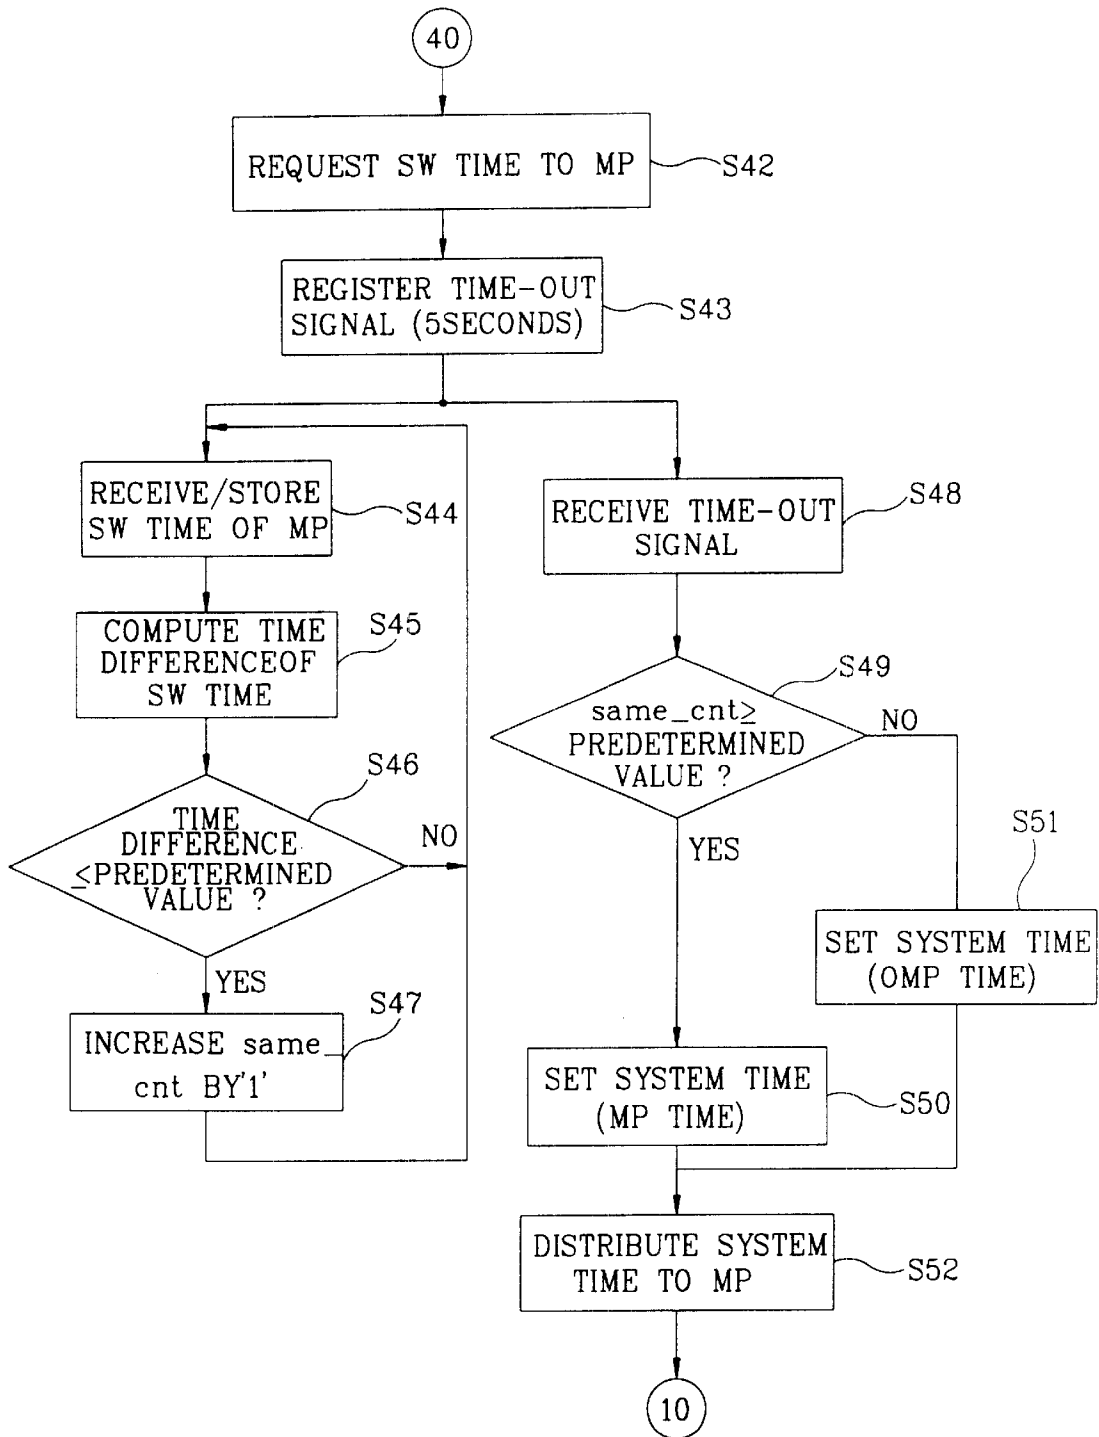 40
REQUEST SW TIME TO MP
S42
REGISTER TIME-OUT
SIGNAL (5SECONDS)
S43
RECEIVE/STORE
SW TIME OF MP
S44
COMPUTE TIME
DIFFERENCEOF
SW TIME
S45
TIME
DIFFERENCE
≤PREDETERMINED
VALUE ?
S46
NO
YES
INCREASE same_
cnt BY'1'
S47
RECEIVE TIME-OUT
SIGNAL
S48
same_cnt≥
PREDETERMINED
VALUE ?
S49
NO
YES
S51
SET SYSTEM TIME
(OMP TIME)
SET SYSTEM TIME
(MP TIME)
S50
DISTRIBUTE SYSTEM
TIME TO MP
S52
10